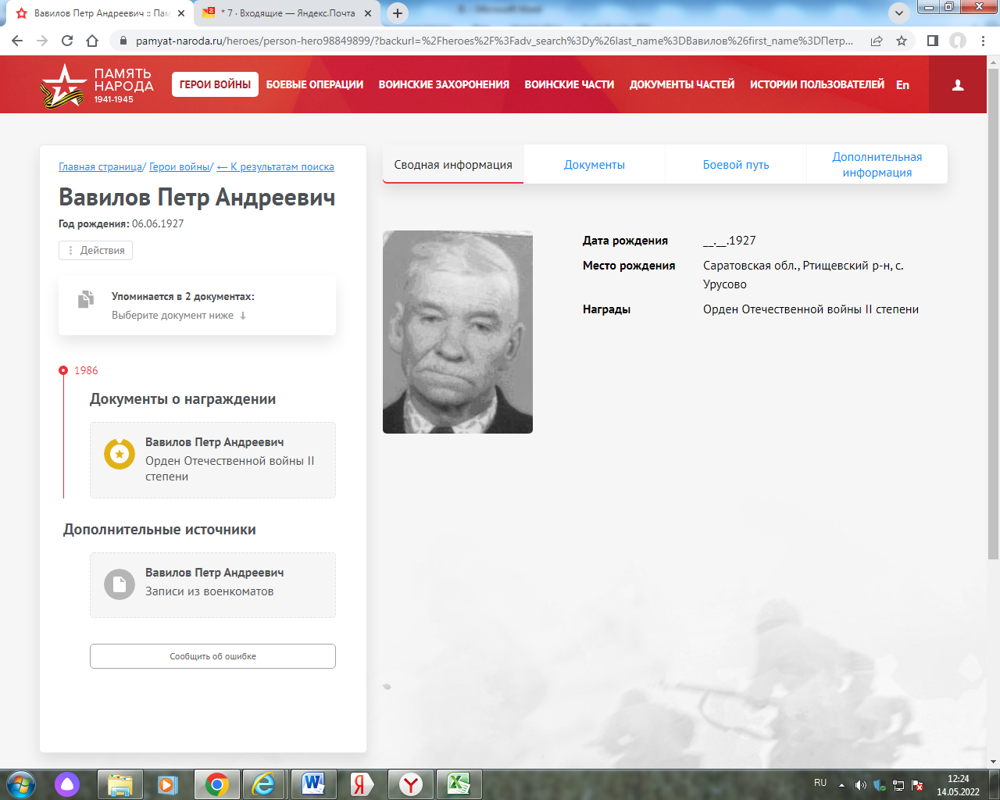 Вавилов Петр Андреевич :: Пам
* 7 · Входящие — Яндекс.Почта
pamyat-naroda.ru/heroes/person-hero98849899/?backurl=%2Fheroes%2F%3Fadv_search%3Dy%26last_name%3DВавилов%26first_name%3DПетр...
ПАМЯТЬ
НАРОДА
1941-1945
ГЕРОИ ВОЙНЫ БОЕВЫЕ ОПЕРАЦИИ ВОИНСКИЕ ЗАХОРОНЕНИЯ ВОИНСКИЕ ЧАСТИ ДОКУМЕНТЫ ЧАСТЕЙ ИСТОРИИ ПОЛЬЗОВАТЕЛЕЙ En
Главная страница/ Герои войны/ ← К результатам поиска
Вавилов Петр Андреевич
Год рождения: 06.06.1927
Действия
Упоминается в 2 документах:
Выберите документ ниже ↓
1986
Документы о награждении
Вавилов Петр Андреевич
Орден Отечественной войны II
степени
Дополнительные источники
Вавилов Петр Андреевич
Записи из военкоматов
Сообщить об ошибке
Сводная информация
Документы
Боевой путь
Дополнительная
информация
Дата рождения __.__.1927
Место рождения Саратовская обл., Ртищевский р-н, с.
Урусово
Награды Орден Отечественной войны II степени
RU
12:24
14.05.2022